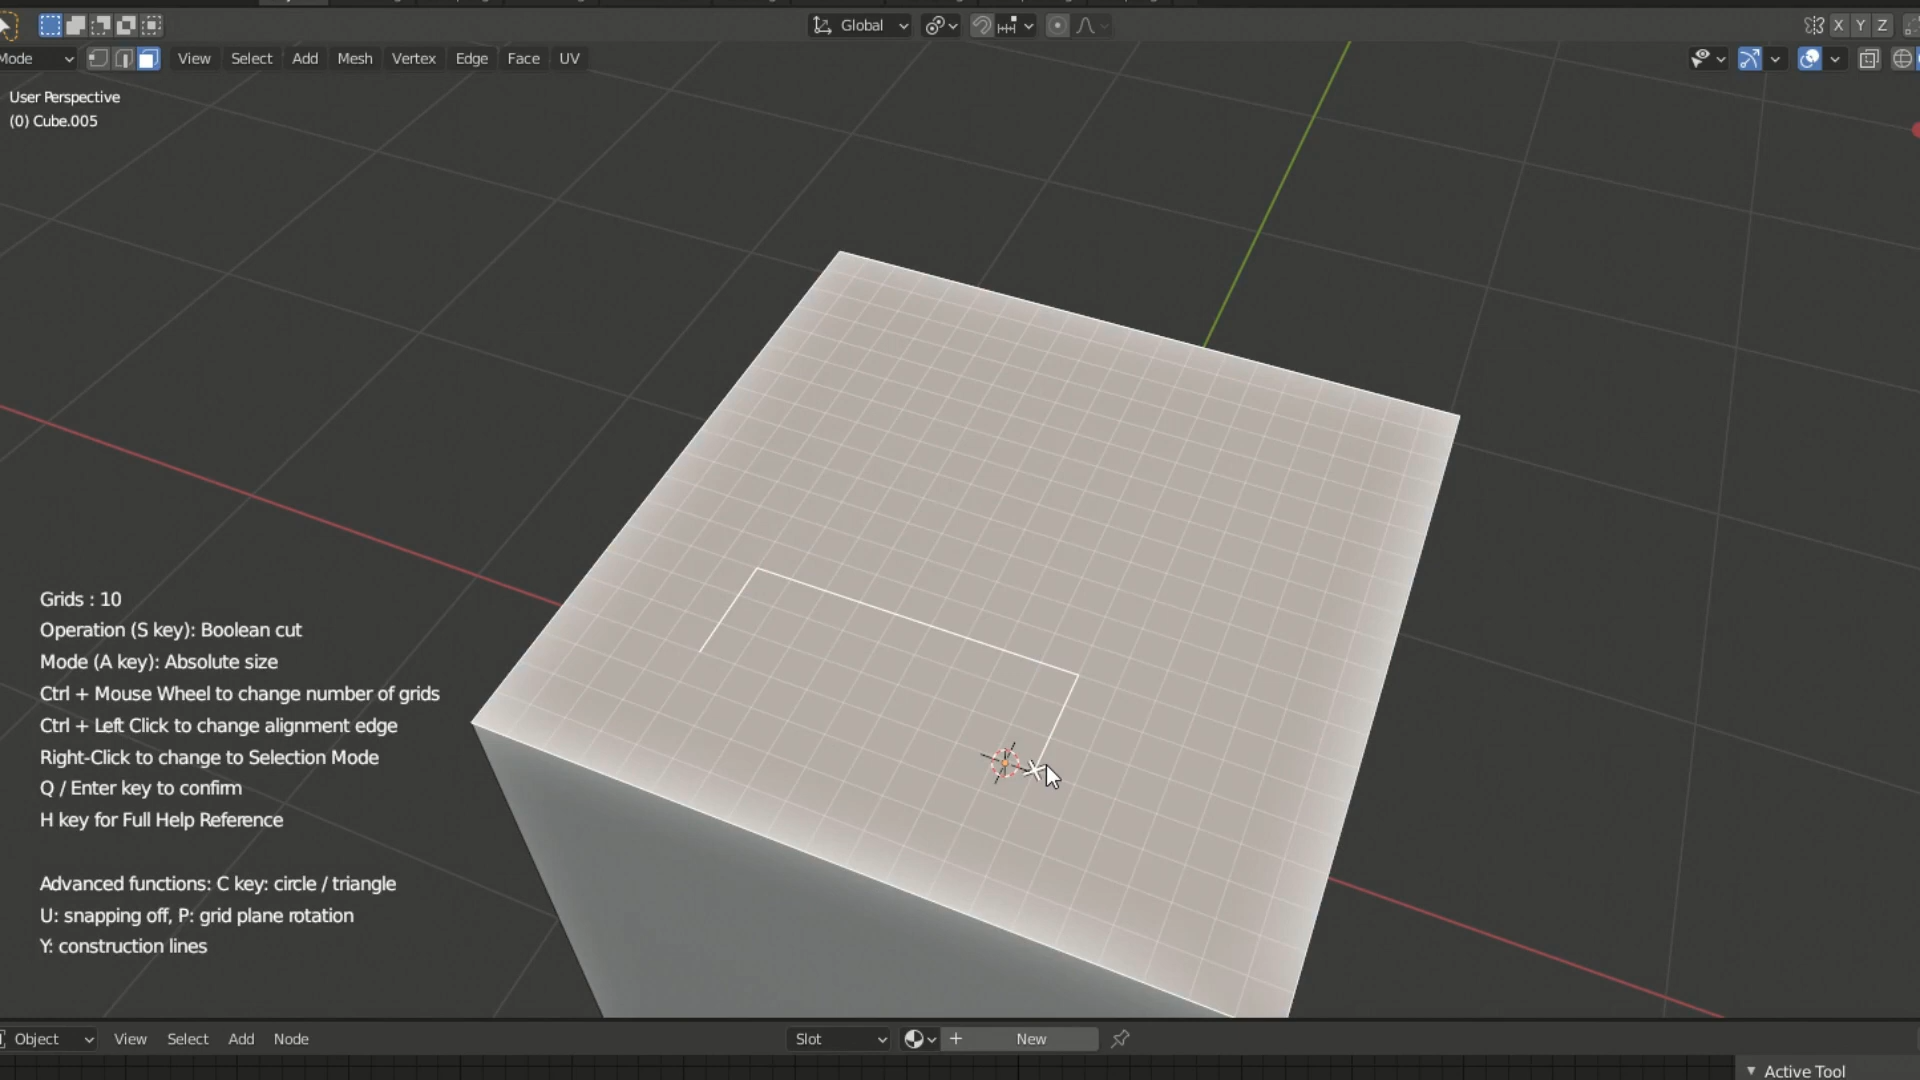 Global
X Y Z
Mode
View Select Add Mesh Vertex Edge Face UV
User Perspective
(0) Cube.005
Grids : 10
Operation (S key): Boolean cut
Mode (A key): Absolute size
Ctrl + Mouse Wheel to change number of grids
Ctrl + Left Click to change alignment edge
Right-Click to change to Selection Mode
Q / Enter key to confirm
H key for Full Help Reference
Advanced functions: C key: circle / triangle
U: snapping off, P: grid plane rotation
Y: construction lines
Object View Select Add Node Slot New
Active Tool